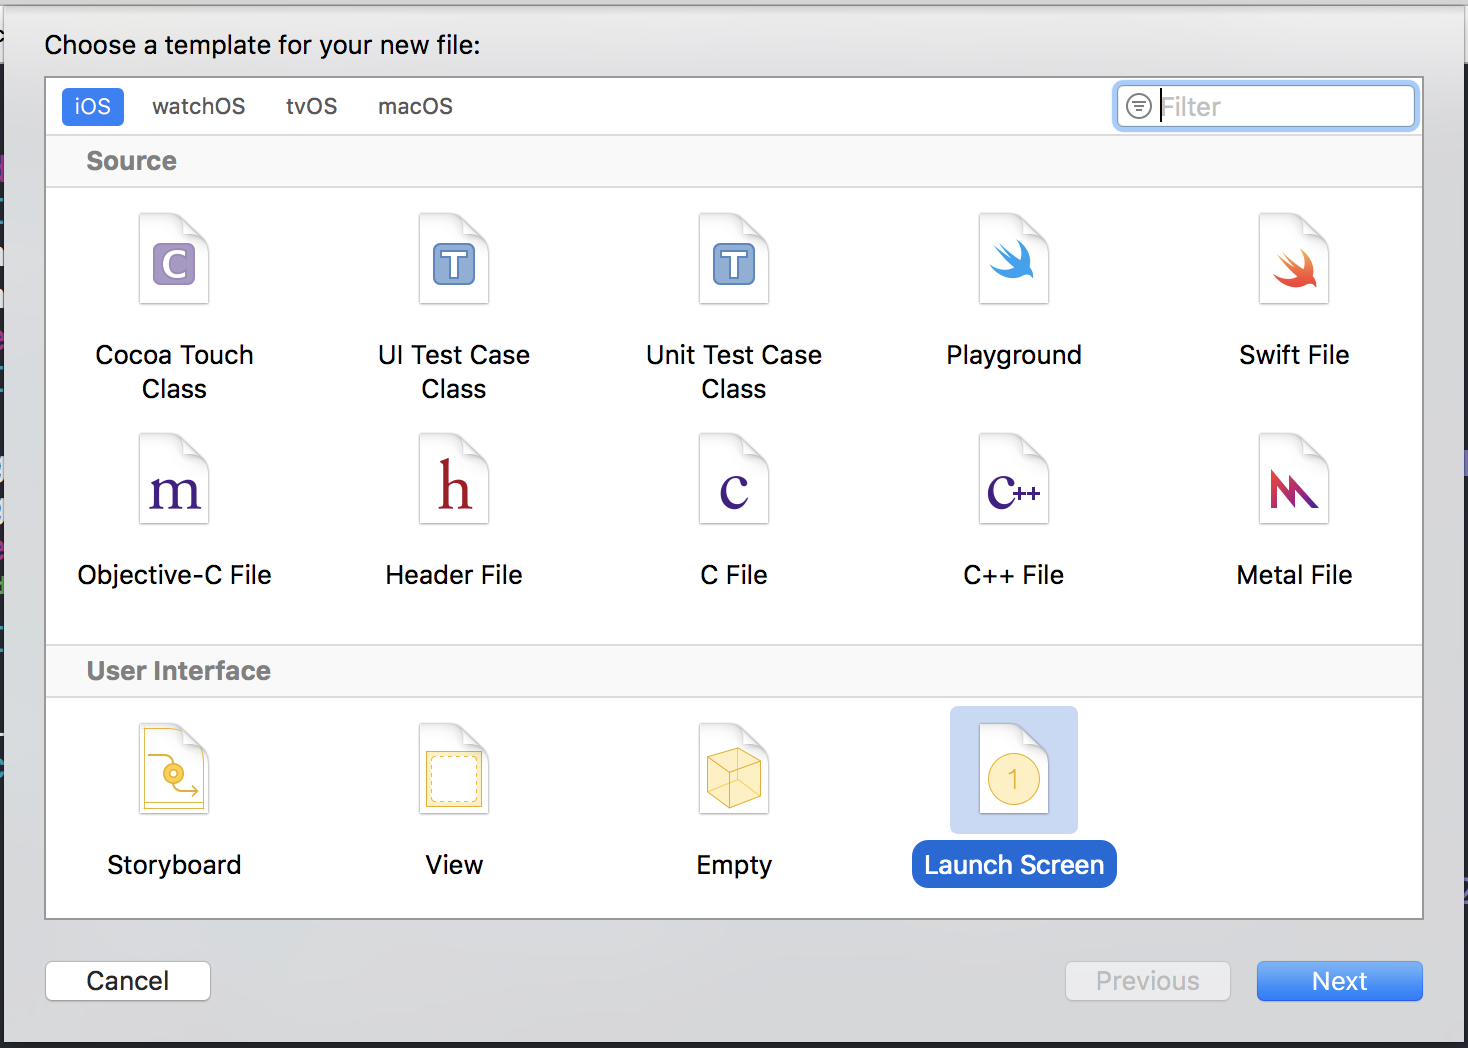 Choose a template for your new file:
iOS watchOS tvOS macOS Filter
Source
C T T
Cocoa Touch Class
UI Test Case Class
Unit Test Case Class
Playground
Swift File
m h c c++
Objective-C File
Header File
C File
C++ File
Metal File
User Interface
1
Storyboard
View
Empty
Launch Screen
Cancel Previous Next